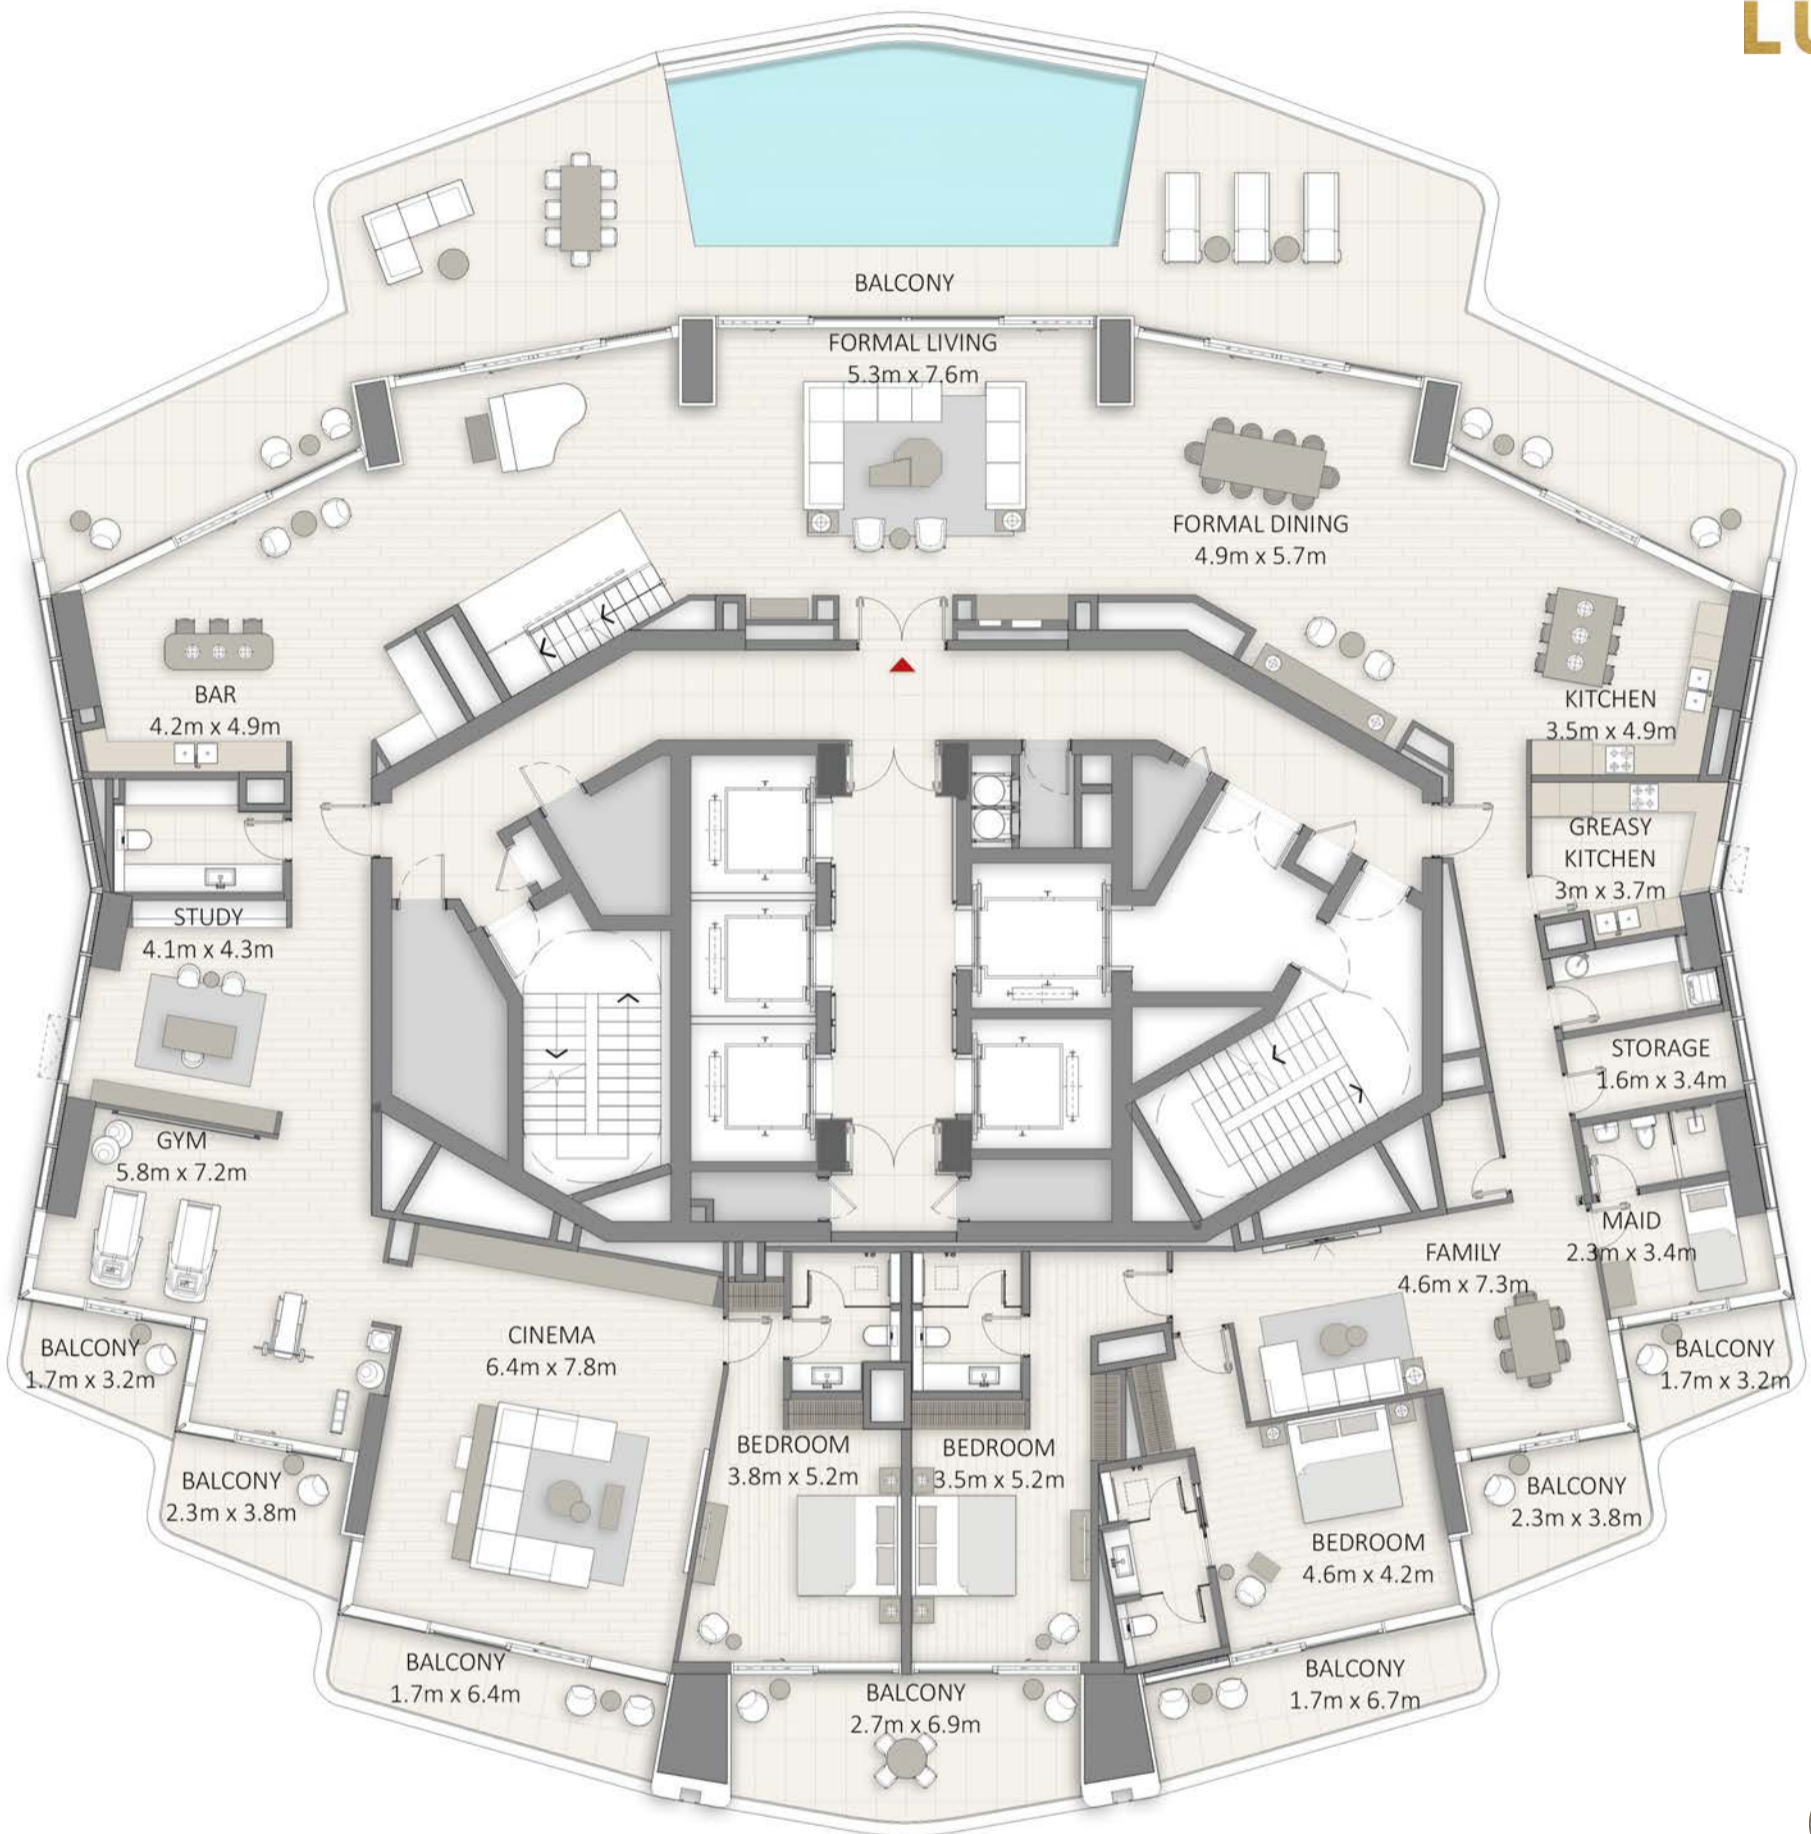 LU
BALCONY
FORMAL LIVING
5.3m x 7.6m
FORMAL DINING
4.9m x 5.7m
BAR
4.2m x 4.9m
KITCHEN
3.5m x 4.9m
GREASY
KITCHEN
3m x 3.7m
STUDY
4.1m x 4.3m
STORAGE
1.6m x 3.4m
GYM
5.8m x 7.2m
MAID
2.3m x 3.4m
FAMILY
4.6m x 7.3m
CINEMA
6.4m x 7.8m
BALCONY
1.7m x 3.2m
BALCONY
1.7m x 3.2m
BEDROOM
3.8m x 5.2m
BEDROOM
3.5m x 5.2m
BALCONY
2.3m x 3.8m
BALCONY
2.3m x 3.8m
BEDROOM
4.6m x 4.2m
BALCONY
1.7m x 6.4m
BALCONY
2.7m x 6.9m
BALCONY
1.7m x 6.7m